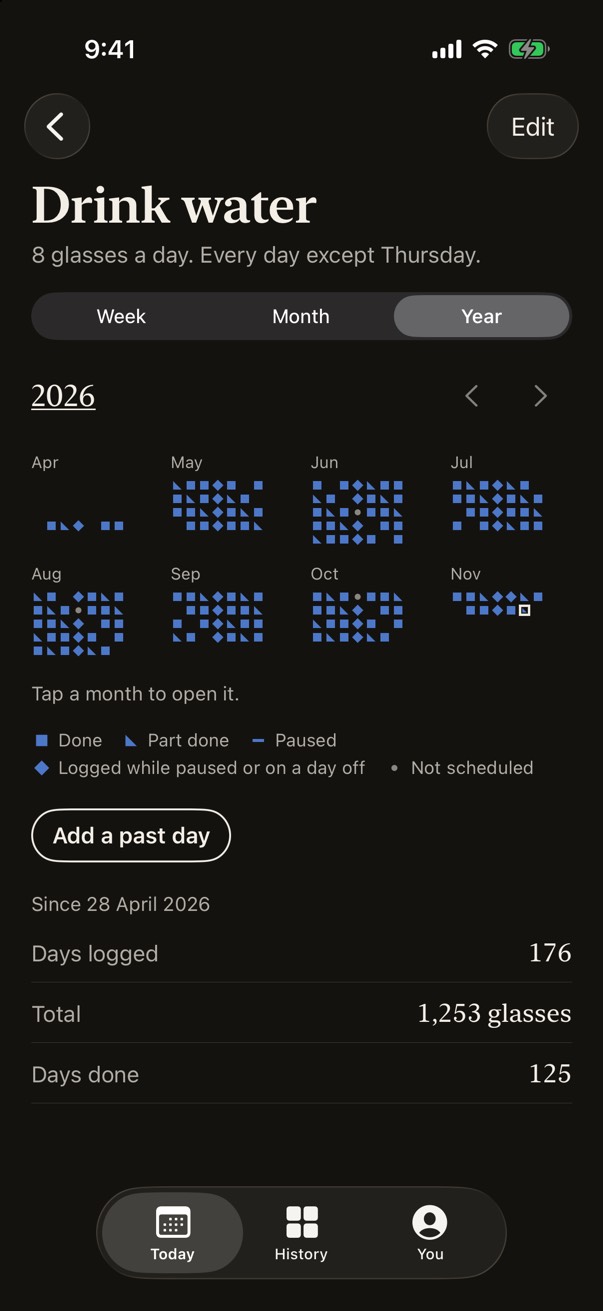 9:41
Edit
Drink water
8 glasses a day. Every day except Thursday.
Week Month Year
2026
Apr May Jun Jul
Aug Sep Oct Nov
Tap a month to open it.
Done Part done Paused
Logged while paused or on a day off Not scheduled
Add a past day
Since 28 April 2026
Days logged 176
Total 1,253 glasses
Days done 125
Today History You